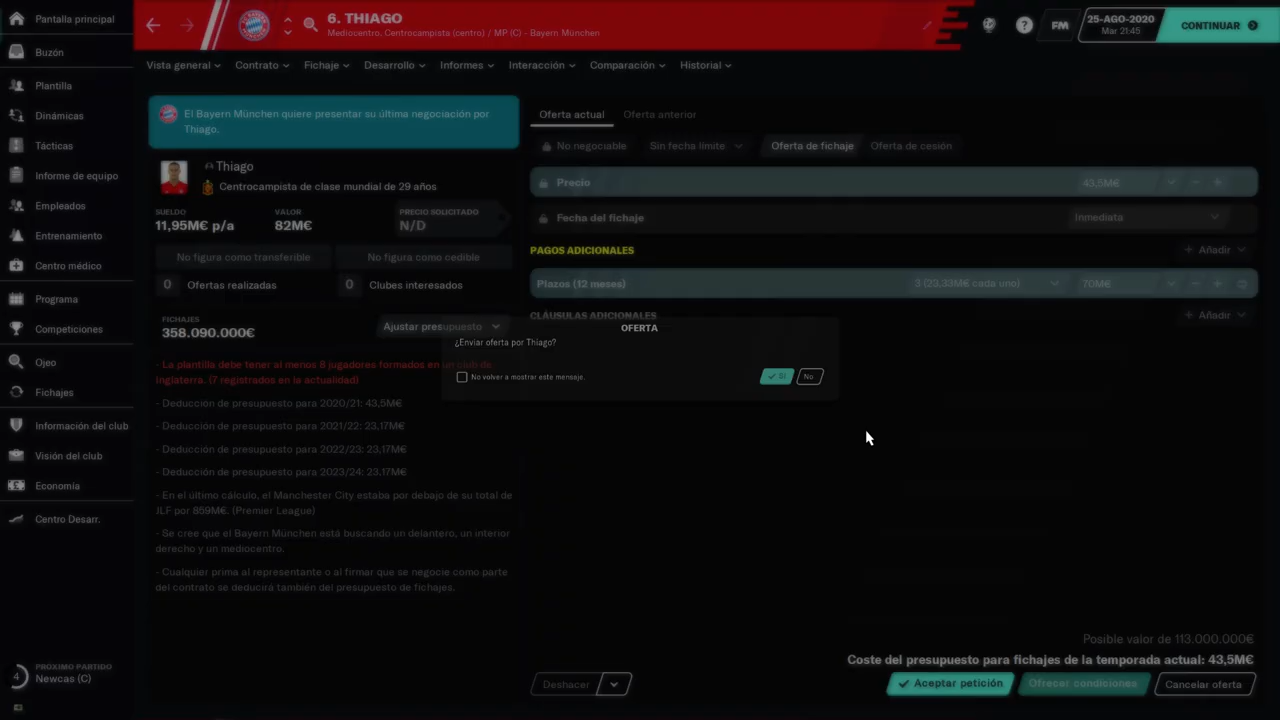 Pantalla principal
Buzón
Plantilla
Dinámicas
Tácticas
Informe de equipo
Empleados
Entrenamiento
Centro médico
Programa
Competiciones
Ojeo
Fichajes
Información del club
Visión del club
Economía
Centro Desarr.
4
PRÓXIMO PARTIDO
Newcas (C)
6. THIAGO
Mediocentro, Centrocampista (centro) / MP (C) - Bayern München
FM
25-AGO-2020
Mar 21:45
CONTINUAR
Vista general
Contrato
Fichaje
Desarrollo
Informes
Interacción
Comparación
Historial
El Bayern München quiere presentar su última negociación por
Thiago.
Thiago
Centrocampista de clase mundial de 29 años
SUELDO
11,95M€ p/a
VALOR
82M€
PRECIO SOLICITADO
N/D
No figura como transferible
No figura como cedible
0 Ofertas realizadas
0 Clubes interesados
FICHAJES
358.090.000€
Ajustar presupuesto
- La plantilla debe tener al menos 8 jugadores formados en un club de
Inglaterra. (7 registrados en la actualidad)
- Deducción de presupuesto para 2020/21: 43,5M€
- Deducción de presupuesto para 2021/22: 23,17M€
- Deducción de presupuesto para 2022/23: 23,17M€
- Deducción de presupuesto para 2023/24: 23,17M€
- En el último cálculo, el Manchester City estaba por debajo de su total de
JLF por 859M€. (Premier League)
- Se cree que el Bayern München está buscando un delantero, un interior
derecho y un mediocentro.
- Cualquier prima al representante o al firmar que se negocie como parte
del contrato se deducirá también del presupuesto de fichajes.
Oferta actual
Oferta anterior
No negociable
Sin fecha límite
Oferta de fichaje
Oferta de cesión
Precio
43,5M€
Fecha del fichaje
Inmediata
PAGOS ADICIONALES
Añadir
Plazos (12 meses)
3 (23,33M€ cada uno)
70M€
CLÁUSULAS ADICIONALES
Añadir
OFERTA
¿Enviar oferta por Thiago?
No volver a mostrar este mensaje.
Sí
No
Posible valor de 113.000.000€
Coste del presupuesto para fichajes de la temporada actual: 43,5M€
Deshacer
Aceptar petición
Ofrecer condiciones
Cancelar oferta